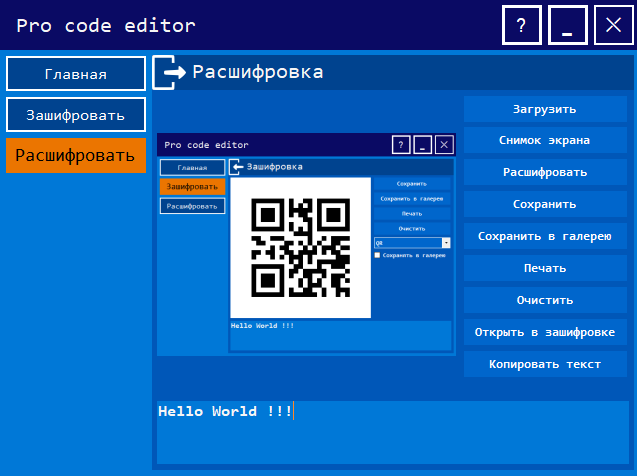 Pro code editor
?
Главная
Зашифровать
Расшифровать
Расшифровка
Pro code editor
?
Главная
Зашифровать
Расшифровать
Зашифровка
Сохранить
Сохранить в галерею
Печать
Очистить
QR
Сохранять в галерею
Hello World !!!
Загрузить
Снимок экрана
Расшифровать
Сохранить
Сохранить в галерею
Печать
Очистить
Открыть в зашифровке
Копировать текст
Hello World !!!